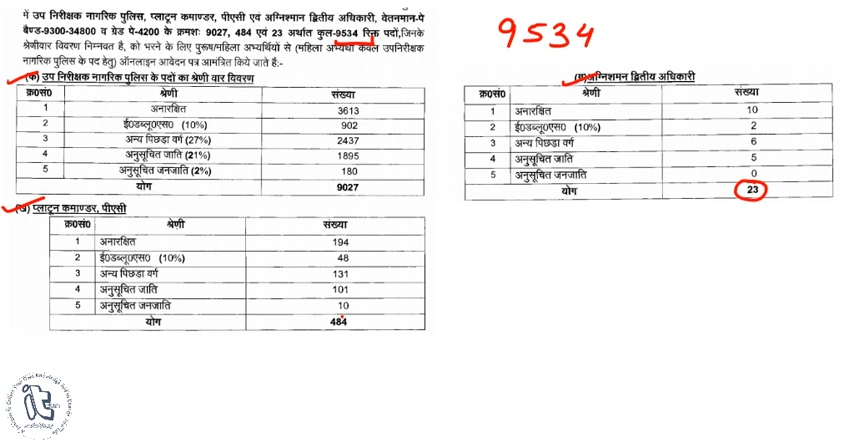 में उप निरीक्षक नागरिक पुलिस, प्लाटून कमाण्डर, पीएसी एवं अग्निश्मान द्वितीय अधिकारी, वेतनमान-पे
बैण्ड-9300-34800 व ग्रेड पे-4200 के क्रमशः 9027, 484 एवं 23 अर्थात कुल-9534 रिक्त पदों,जिनके
श्रेणीवार विवरण निम्नवत है, को भरने के लिए पुरूष/महिला अभ्यर्थियों से (महिला अभ्यर्थी केवल उपनिरीक्षक
नागरिक पुलिस के पद हेतु) ऑनलाइन आवेदन पत्र आमंत्रित किये जाते है:-
9534
(क) उप निरीक्षक नागरिक पुलिस के पदों का श्रेणी वार विवरण
क्र0सं0 श्रेणी संख्या
1 अनारक्षित 3613
2 ई0डब्लू0एस0 (10%) 902
3 अन्य पिछड़ा वर्ग (27%) 2437
4 अनुसूचित जाति (21%) 1895
5 अनुसूचित जनजाति (2%) 180
योग 9027
(ख) प्लाटून कमाण्डर, पीएसी
क्र0सं0 श्रेणी संख्या
1 अनारक्षित 194
2 ई0डब्लू0एस0 (10%) 48
3 अन्य पिछडा वर्ग 131
4 अनुसूचित जाति 101
5 अनुसूचित जनजाति 10
योग 484
(ग)अग्निशमन द्वितीय अधिकारी
क्र0सं0 श्रेणी संख्या
1 अनारक्षित 10
2 ई0डब्लू0एस0 (10%) 2
3 अन्य पिछडा वर्ग 6
4 अनुसूचित जाति 5
5 अनुसूचित जनजाति 0
योग 23
it